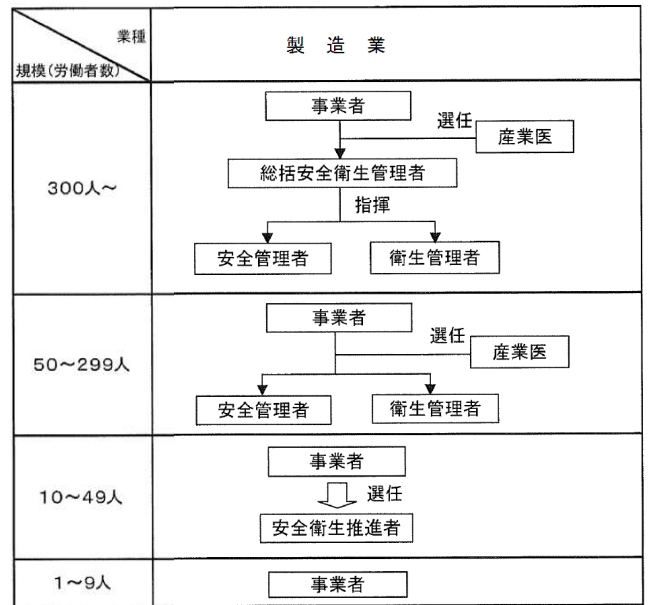 業種
規模(労働者数)
製 造 業
300人～
事業者
選任
産業医
総括安全衛生管理者
指揮
安全管理者
衛生管理者
50～299人
事業者
選任
産業医
安全管理者
衛生管理者
10～49人
事業者
選任
安全衛生推進者
1～9人
事業者